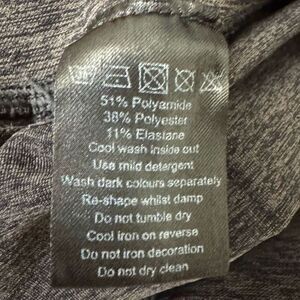 51% Polyamide
38% Polyester
11% Elastane
Cool wash inside out
Use mild detergent
Wash dark colours separately
Re-shape whilst damp
Do not tumble dry
Cool iron on reverse
Do not iron decoration
Do not dry clean